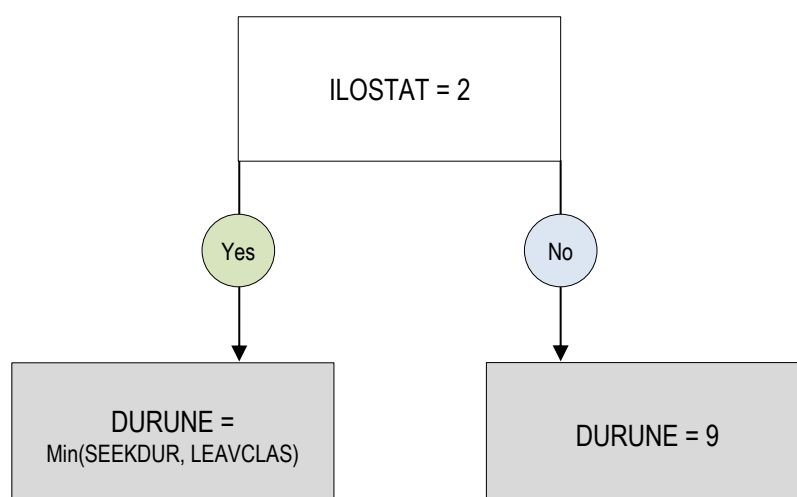 ILOSTAT = 2
Yes
No
DURUNE =
Min(SEEKDUR, LEAVCLAS)
DURUNE = 9